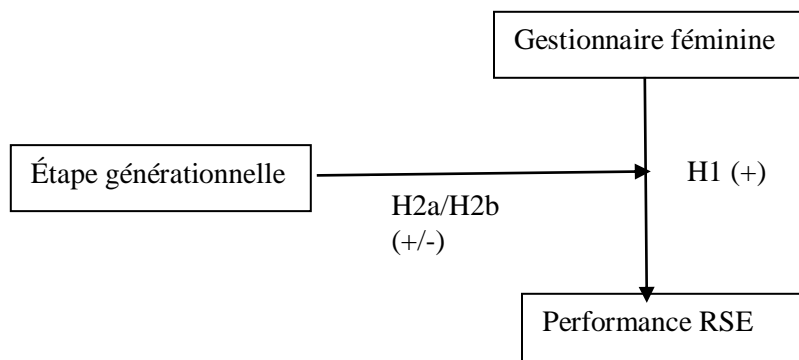 Gestionnaire féminine
Étape générationnelle
H1 (+)
H2a/H2b
(+/-)
Performance RSE